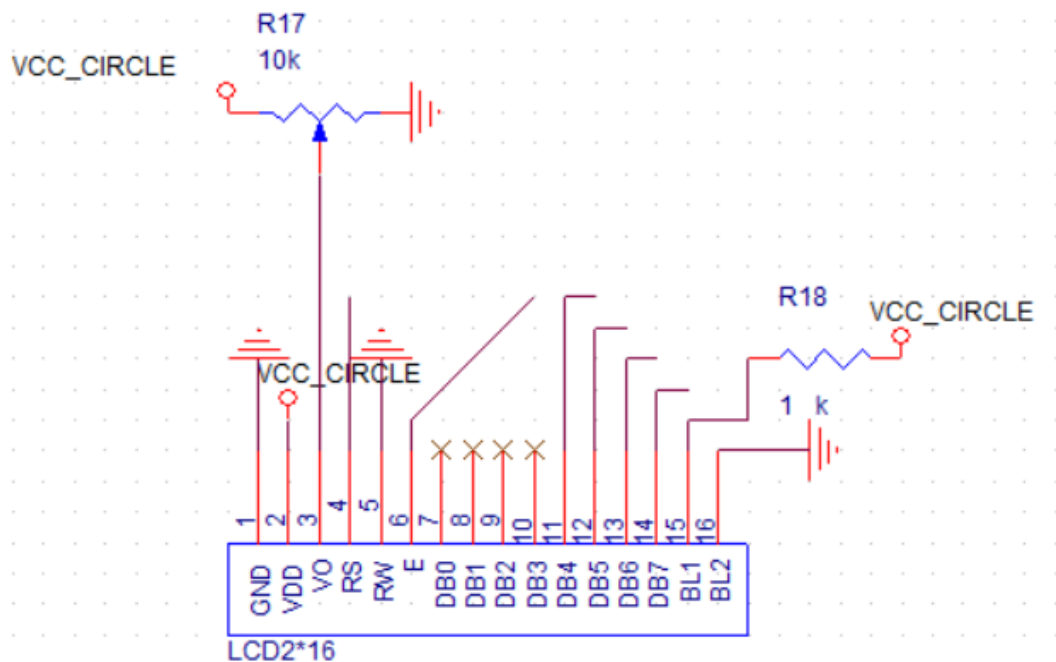 R17
10k
VCC_CIRCLE
R18
VCC_CIRCLE
VCC_CIRCLE
1 k
1
2
3
4
5
6
7
8
9
10
11
12
13
14
15
16
GND
VDD
VO
RS
RW
E
DB0
DB1
DB2
DB3
DB4
DB5
DB6
DB7
BL1
BL2
LCD2*16